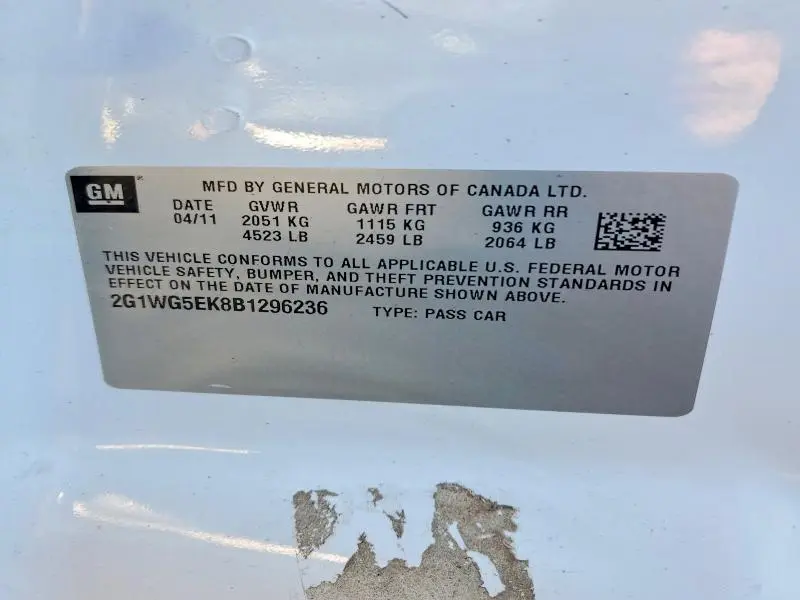 GM
MFD BY GENERAL MOTORS OF CANADA LTD.
DATE GVWR GAWR FRT GAWR RR
04/11 2051 KG 1115 KG 936 KG
4523 LB 2459 LB 2064 LB
THIS VEHICLE CONFORMS TO ALL APPLICABLE U.S. FEDERAL MOTOR
VEHICLE SAFETY, BUMPER, AND THEFT PREVENTION STANDARDS IN
EFFECT ON THE DATE OF MANUFACTURE SHOWN ABOVE.
2G1WG5EK8B1296236 TYPE: PASS CAR